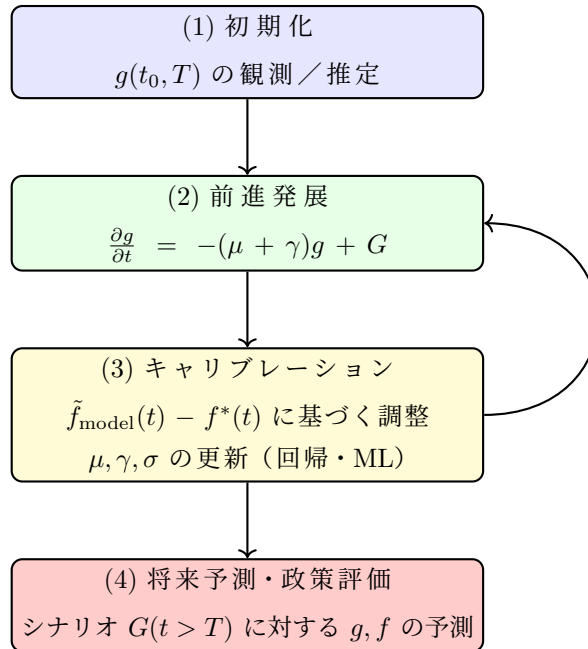 (1) 初期化
g(t₀, T) の観測／推定
(2) 前進発展
∂g/∂t = −(μ + γ)g + G
(3) キャリブレーション
f̃_model(t) − f*(t) に基づく調整
μ, γ, σ の更新（回帰・ML）
(4) 将来予測・政策評価
シナリオ G(t > T) に対する g, f の予測